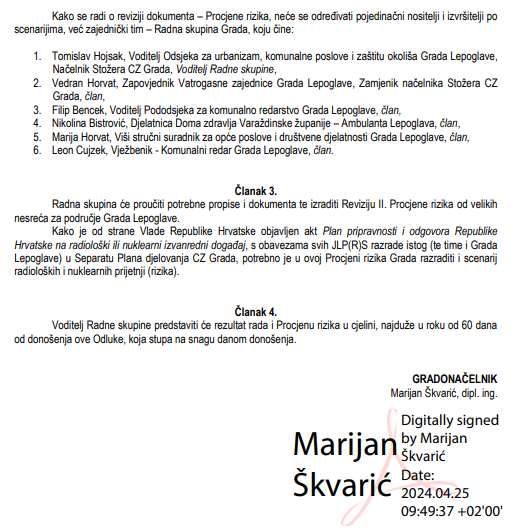 Kako se radi o reviziji dokumenta – Procjene rizika, neće se određivati pojedinačni nositelji i izvršitelji po
scenarijima, već zajednički tim – Radna skupina Grada, koju čine:
1. Tomislav Hojsak, Voditelj Odsjeka za urbanizam, komunalne poslove i zaštitu okoliša Grada Lepoglave,
Načelnik Stožera CZ Grada, Voditelj Radne skupine,
2. Vedran Horvat, Zapovjednik Vatrogasne zajednice Grada Lepoglave, Zamjenik načelnika Stožera CZ
Grada, član,
3. Filip Bencek, Voditelj Pododsjeka za komunalno redarstvo Grada Lepoglave, član,
4. Nikolina Bistrović, Djelatnica Doma zdravlja Varaždinske županije – Ambulanta Lepoglava, član,
5. Marija Horvat, Viši stručni suradnik za opće poslove i društvene djelatnosti Grada Lepoglave, član,
6. Leon Cujzek, Vježbenik - Komunalni redar Grada Lepoglave, član.
Članak 3.
Radna skupina će proučiti potrebne propise i dokumenta te izraditi Reviziju II. Procjene rizika od velikih
nesreća za područje Grada Lepoglave.
Kako je od strane Vlade Republike Hrvatske objavljen akt Plan pripravnosti i odgovora Republike
Hrvatske na radiološki ili nuklearni izvanredni događaj, s obavezama svih JLP(R)S razrade istog (te time i Grada
Lepoglave) u Separatu Plana djelovanja CZ Grada, potrebno je u ovoj Procjeni rizika Grada razraditi i scenarij
radioloških i nuklearnih prijetnji (rizika).
Članak 4.
Voditelj Radne skupine predstaviti će rezultat rada i Procjenu rizika u cjelini, najduže u roku od 60 dana
od donošenja ove Odluke, koja stupa na snagu danom donošenja.
GRADONAČELNIK
Marijan Škvarić, dipl. ing.
Marijan
Škvarić
Digitally signed
by Marijan
Škvarić
Date:
2024.04.25
09:49:37 +02'00'